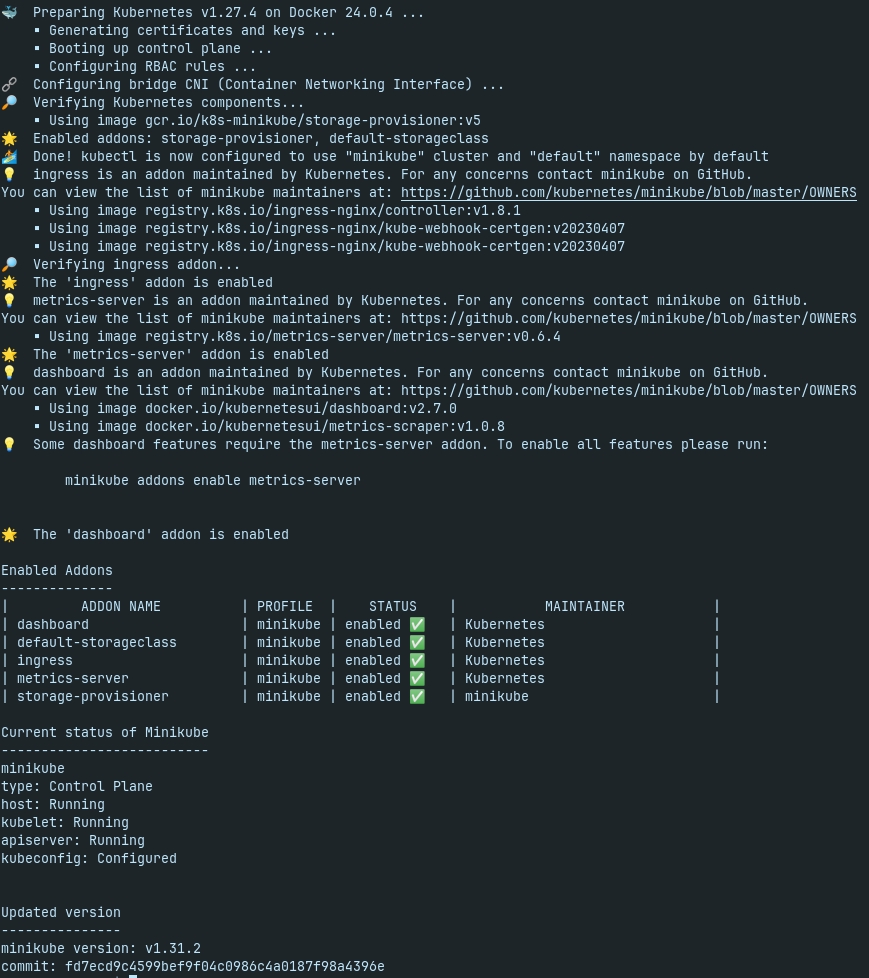 🐳  Preparing Kubernetes v1.27.4 on Docker 24.0.4 ...
    ▪ Generating certificates and keys ...
    ▪ Booting up control plane ...
    ▪ Configuring RBAC rules ...
🔗  Configuring bridge CNI (Container Networking Interface) ...
🔎  Verifying Kubernetes components...
    ▪ Using image gcr.io/k8s-minikube/storage-provisioner:v5
🌟  Enabled addons: storage-provisioner, default-storageclass
🏄  Done! kubectl is now configured to use "minikube" cluster and "default" namespace by default
💡  ingress is an addon maintained by Kubernetes. For any concerns contact minikube on GitHub.
You can view the list of minikube maintainers at: https://github.com/kubernetes/minikube/blob/master/OWNERS
    ▪ Using image registry.k8s.io/ingress-nginx/controller:v1.8.1
    ▪ Using image registry.k8s.io/ingress-nginx/kube-webhook-certgen:v20230407
    ▪ Using image registry.k8s.io/ingress-nginx/kube-webhook-certgen:v20230407
🔎  Verifying ingress addon...
🌟  The 'ingress' addon is enabled
💡  metrics-server is an addon maintained by Kubernetes. For any concerns contact minikube on GitHub.
You can view the list of minikube maintainers at: https://github.com/kubernetes/minikube/blob/master/OWNERS
    ▪ Using image registry.k8s.io/metrics-server/metrics-server:v0.6.4
🌟  The 'metrics-server' addon is enabled
💡  dashboard is an addon maintained by Kubernetes. For any concerns contact minikube on GitHub.
You can view the list of minikube maintainers at: https://github.com/kubernetes/minikube/blob/master/OWNERS
    ▪ Using image docker.io/kubernetesui/dashboard:v2.7.0
    ▪ Using image docker.io/kubernetesui/metrics-scraper:v1.0.8
💡  Some dashboard features require the metrics-server addon. To enable all features please run:
        minikube addons enable metrics-server
🌟  The 'dashboard' addon is enabled
Enabled Addons
--------------
|         ADDON NAME          | PROFILE  |    STATUS    |           MAINTAINER           |
| dashboard                   | minikube | enabled ✅   | Kubernetes                     |
| default-storageclass        | minikube | enabled ✅   | Kubernetes                     |
| ingress                     | minikube | enabled ✅   | Kubernetes                     |
| metrics-server              | minikube | enabled ✅   | Kubernetes                     |
| storage-provisioner         | minikube | enabled ✅   | minikube                       |
Current status of Minikube
--------------------------
minikube
type: Control Plane
host: Running
kubelet: Running
apiserver: Running
kubeconfig: Configured
Updated version
---------------
minikube version: v1.31.2
commit: fd7ecd9c4599bef9f04c0986c4a0187f98a4396e